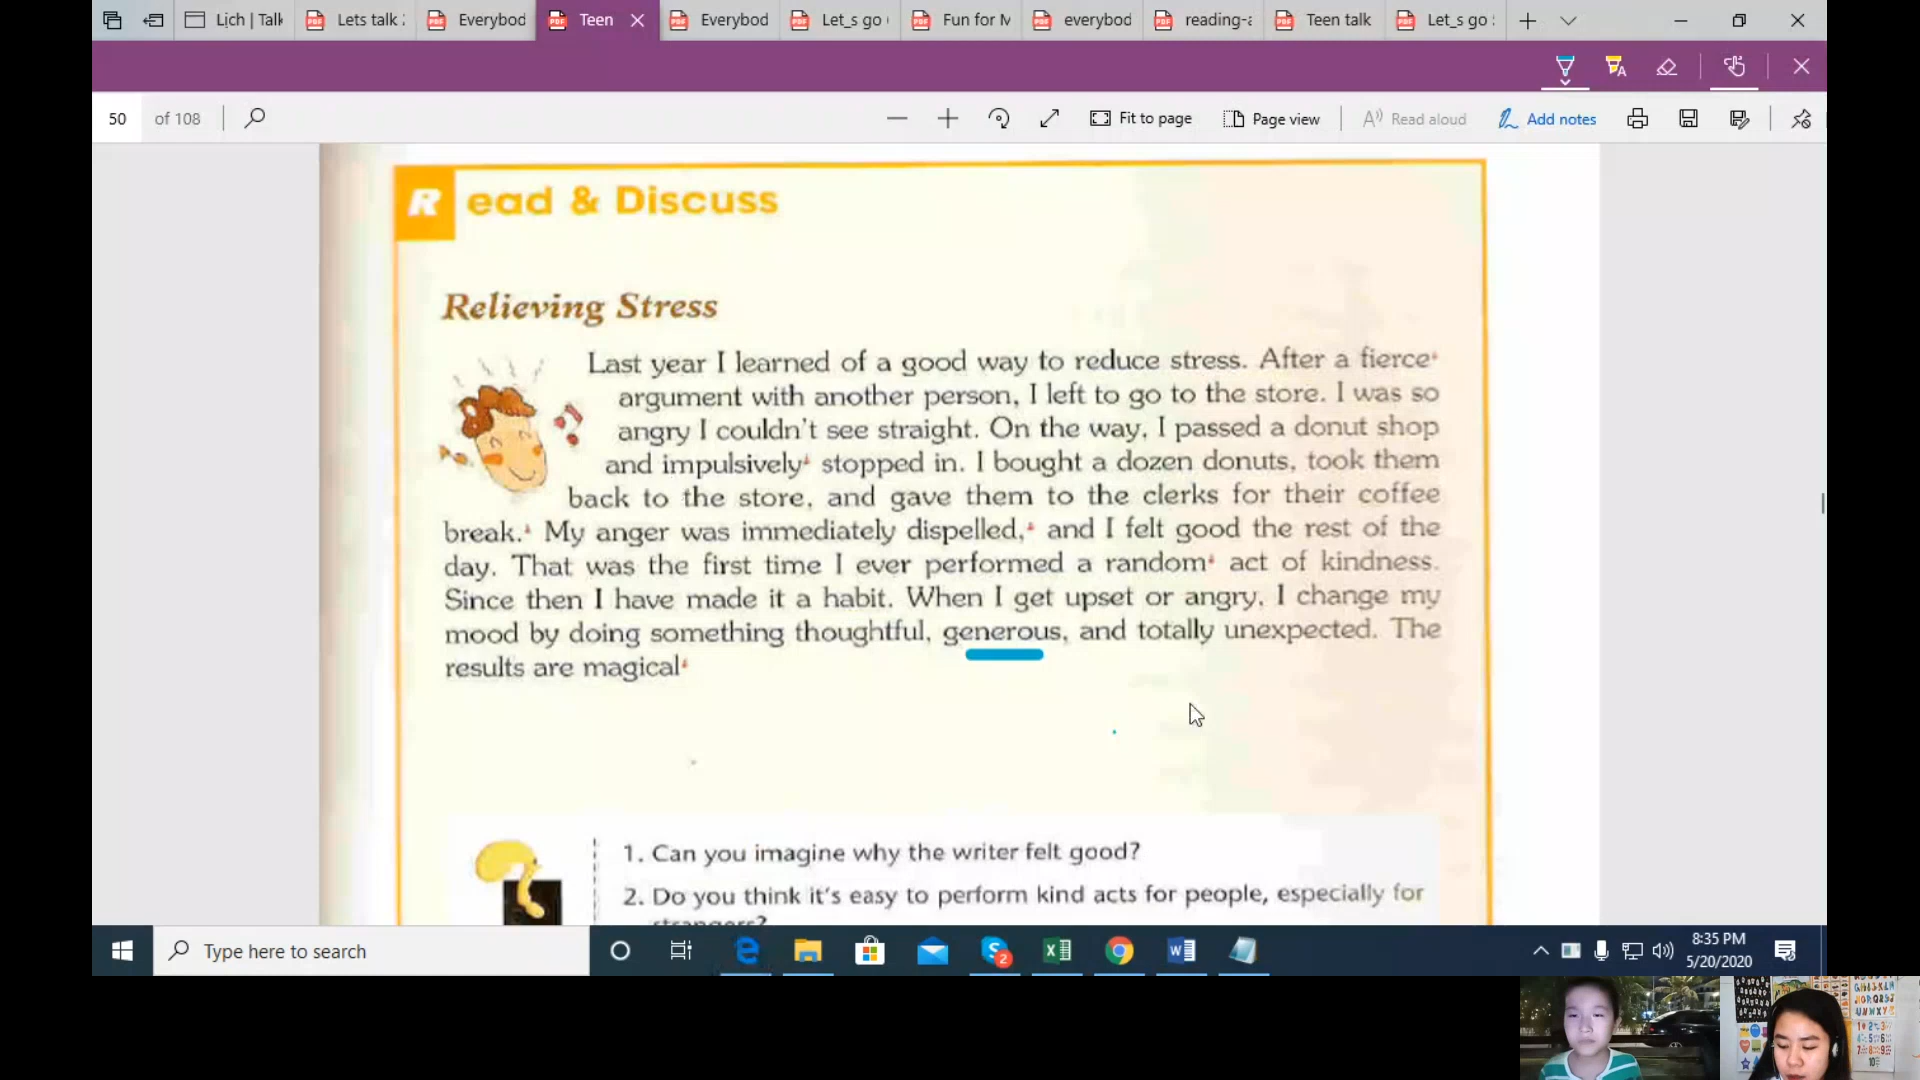 Lịch | Talk
Lets talk
Everybod
Teen
Everybod
Let_s go
Fun for M
everybod
reading-a
Teen talk
Let_s go
50 of 108
Fit to page
Page view
Read aloud
Add notes
Read & Discuss
Relieving Stress
Last year I learned of a good way to reduce stress. After a fierce
argument with another person, I left to go to the store. I was so
angry I couldn't see straight. On the way, I passed a donut shop
and impulsively stopped in. I bought a dozen donuts, took them
back to the store, and gave them to the clerks for their coffee
break. My anger was immediately dispelled, and I felt good the rest of the
day. That was the first time I ever performed a random act of kindness.
Since then I have made it a habit. When I get upset or angry, I change my
mood by doing something thoughtful, generous, and totally unexpected. The
results are magical
1. Can you imagine why the writer felt good?
2. Do you think it's easy to perform kind acts for people, especially for
strangers?
Type here to search
2
8:35 PM
5/20/2020